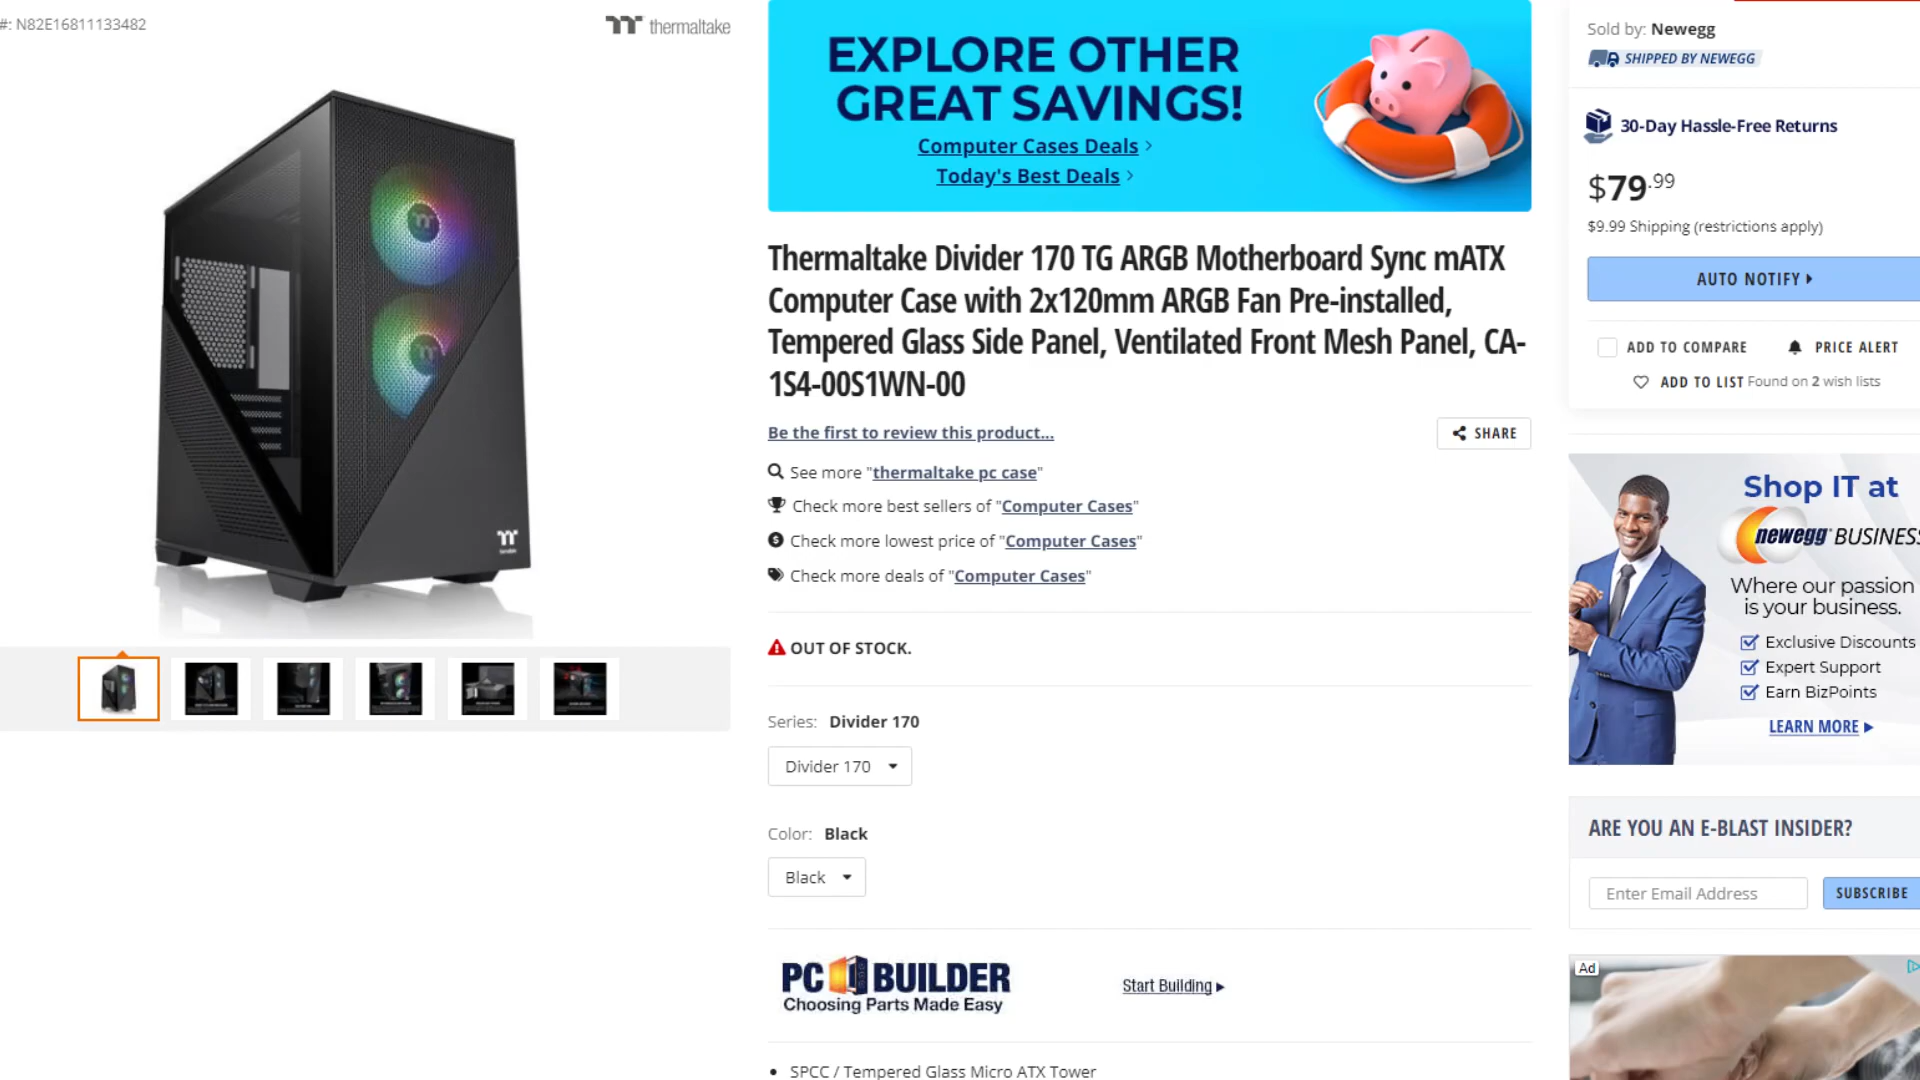 #: N82E16811133482
thermaltake
EXPLORE OTHER
GREAT SAVINGS!
Computer Cases Deals
Today's Best Deals
Thermaltake Divider 170 TG ARGB Motherboard Sync mATX
Computer Case with 2x120mm ARGB Fan Pre-installed,
Tempered Glass Side Panel, Ventilated Front Mesh Panel, CA-
1S4-00S1WN-00
Be the first to review this product...
SHARE
See more "thermaltake pc case"
Check more best sellers of "Computer Cases"
Check more lowest price of "Computer Cases"
Check more deals of "Computer Cases"
OUT OF STOCK.
Series: Divider 170
Divider 170
Color: Black
Black
PC BUILDER
Choosing Parts Made Easy
Start Building
• SPCC / Tempered Glass Micro ATX Tower
Sold by: Newegg
SHIPPED BY NEWEGG
30-Day Hassle-Free Returns
$79.99
$9.99 Shipping (restrictions apply)
AUTO NOTIFY
ADD TO COMPARE
PRICE ALERT
ADD TO LIST Found on 2 wish lists
Shop IT at
newegg BUSINESS
Where our passion
is your business.
Exclusive Discounts
Expert Support
Earn BizPoints
LEARN MORE
ARE YOU AN E-BLAST INSIDER?
Enter Email Address
SUBSCRIBE
Ad